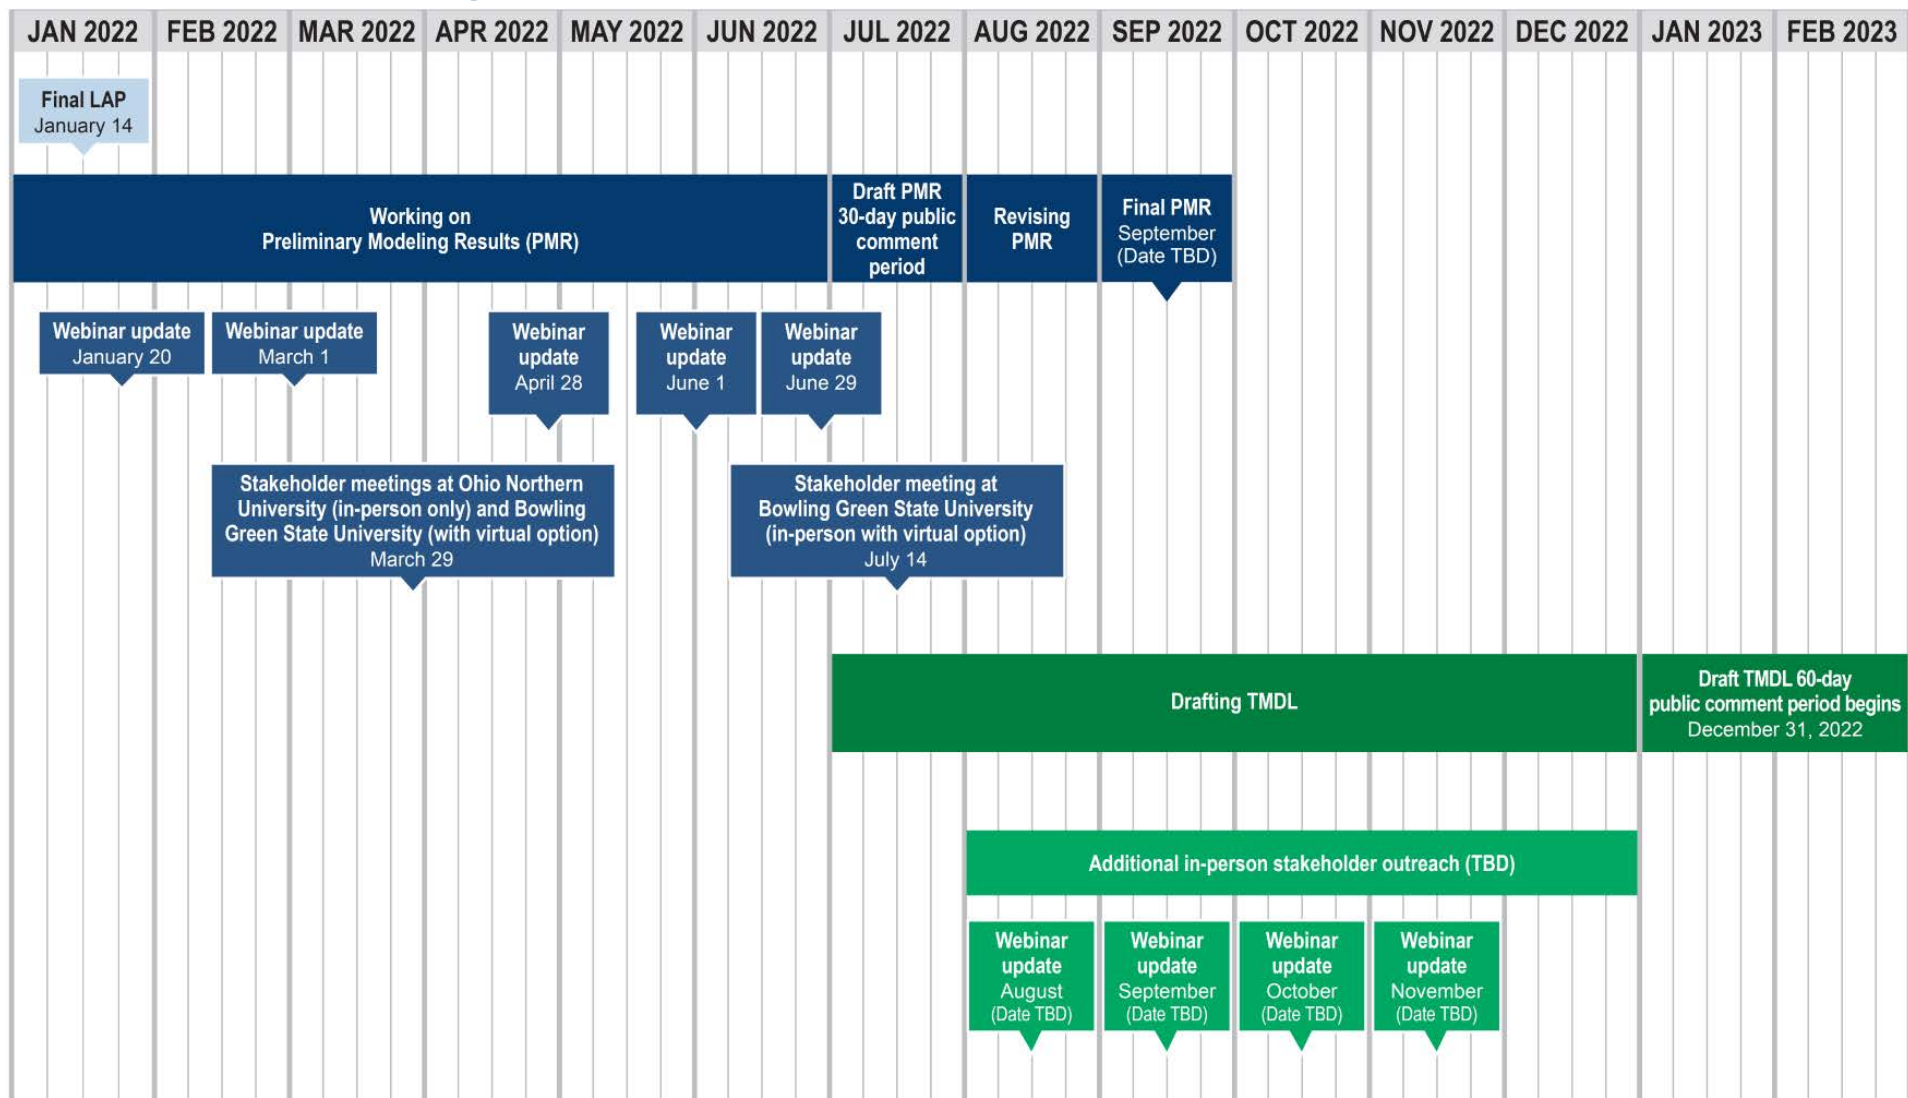 JAN 2022 FEB 2022 MAR 2022 APR 2022 MAY 2022 JUN 2022 JUL 2022 AUG 2022 SEP 2022 OCT 2022 NOV 2022 DEC 2022 JAN 2023 FEB 2023
Final LAP
January 14
Working on
Preliminary Modeling Results (PMR)
Draft PMR
30-day public
comment
period
Revising
PMR
Final PMR
September
(Date TBD)
Webinar update
January 20
Webinar update
March 1
Webinar
update
April 28
Webinar
update
June 1
Webinar
update
June 29
Stakeholder meetings at Ohio Northern
University (in-person only) and Bowling
Green State University (with virtual option)
March 29
Stakeholder meeting at
Bowling Green State University
(in-person with virtual option)
July 14
Drafting TMDL
Draft TMDL 60-day
public comment period begins
December 31, 2022
Additional in-person stakeholder outreach (TBD)
Webinar
update
August
(Date TBD)
Webinar
update
September
(Date TBD)
Webinar
update
October
(Date TBD)
Webinar
update
November
(Date TBD)